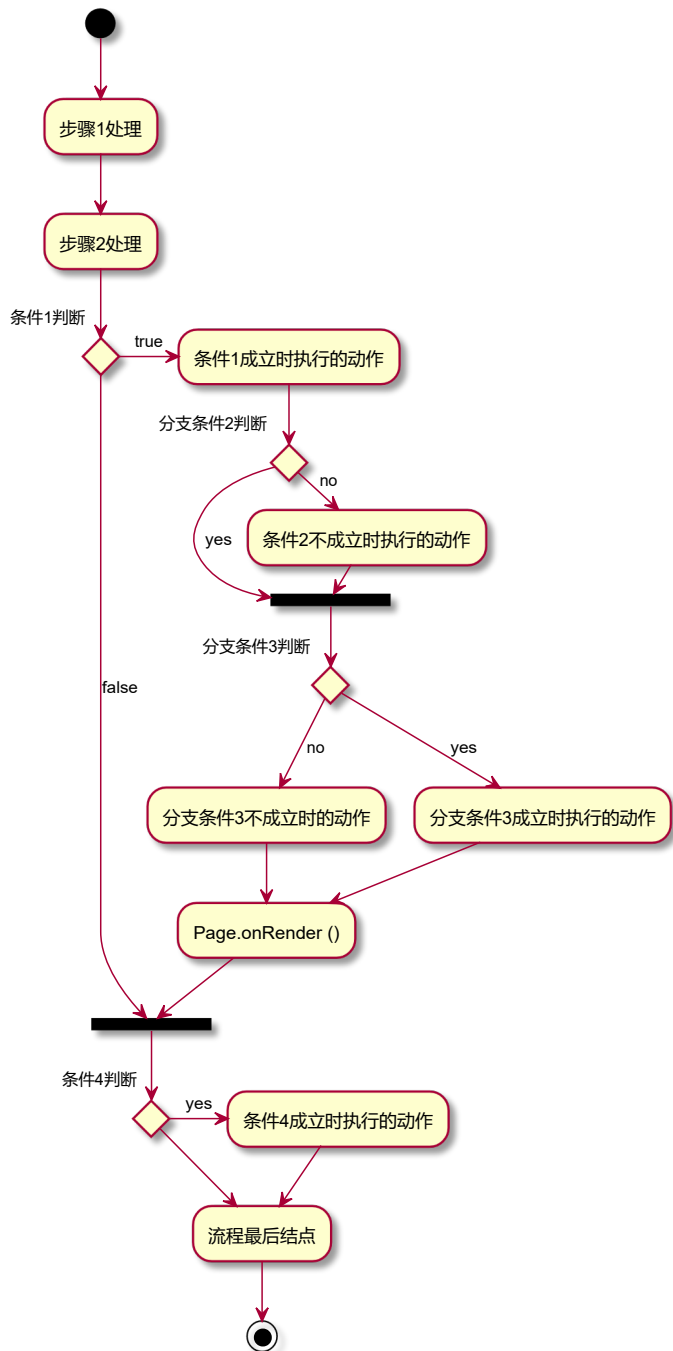 步骤1处理
步骤2处理
条件1判断
true
条件1成立时执行的动作
分支条件2判断
no
yes
条件2不成立时执行的动作
分支条件3判断
false
no
yes
分支条件3不成立时的动作
分支条件3成立时执行的动作
Page.onRender ()
条件4判断
yes
条件4成立时执行的动作
流程最后结点